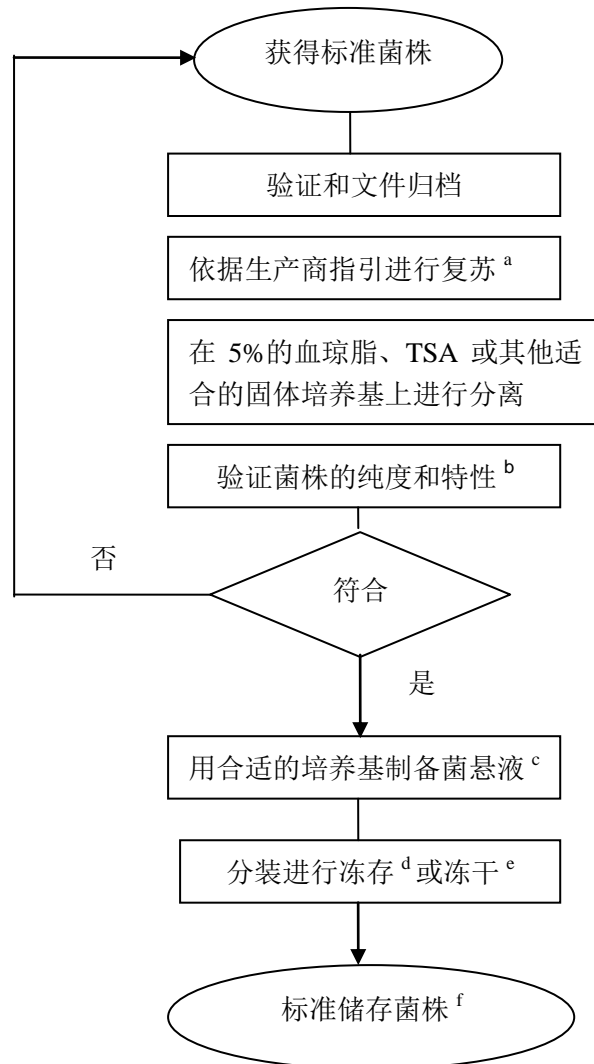 获得标准菌株
验证和文件归档
依据生产商指引进行复苏 a
在 5%的血琼脂、TSA 或其他适
合的固体培养基上进行分离
验证菌株的纯度和特性 b
否
符合
是
用合适的培养基制备菌悬液 c
分装进行冻存 d 或冻干 e
标准储存菌株 f